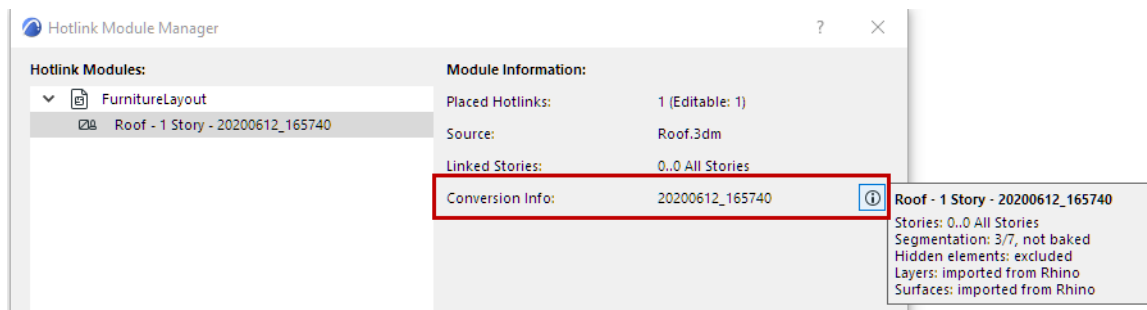 Hotlink Module Manager ? ×
Hotlink Modules:
FurnitureLayout
Roof - 1 Story - 20200612_165740
Module Information:
Placed Hotlinks: 1 (Editable: 1)
Source: Roof.3dm
Linked Stories: 0..0 All Stories
Conversion Info: 20200612_165740
Roof - 1 Story - 20200612_165740
Stories: 0..0 All Stories
Segmentation: 3/7, not baked
Hidden elements: excluded
Layers: imported from Rhino
Surfaces: imported from Rhino